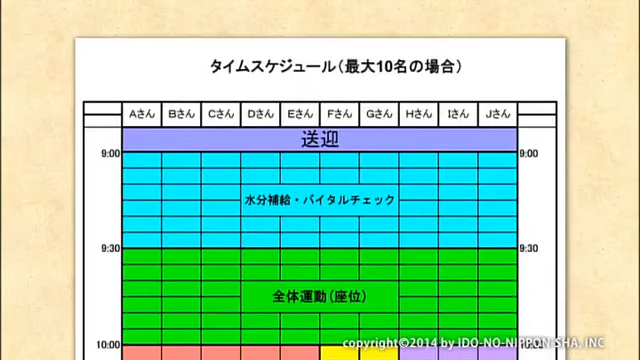 タイムスケジュール(最大10名の場合)
Aさん Bさん Cさん Dさん Eさん Fさん Gさん Hさん Iさん Jさん
送迎
9:00 9:00
水分補給・バイタルチェック
9:30 9:30
全体運動(座位)
10:00
copyright©2014 by IDO-NO-NIPPON SHA, INC